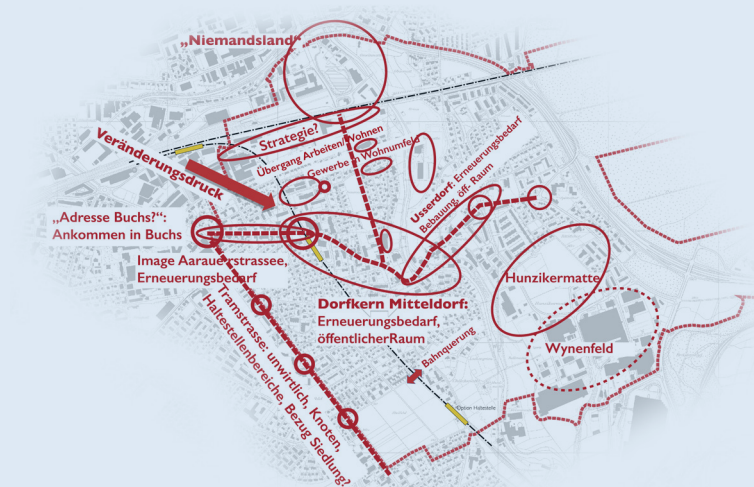 „Niemandsland“
Strategie?
Übergang Arbeiten, Wohnen
Gewerbe Wohnumfeld
Veränderungsdruck
Usserdorf: Erneuerungsbedarf
Bebauung, öff. Raum
„Adresse Buchs?“:
Ankommen in Buchs
Image Aarauerstrassee,
Erneuerungsbedarf
Hunzikermatte
Dorfkern Mitteldorf:
Erneuerungsbedarf,
öffentlicherRaum
Wynenfeld
Bahnquerung
Option Haltestelle
Tramstrasse: unwirtlich, Knoten,
Haltestellenbereiche, Bezug Siedlung?